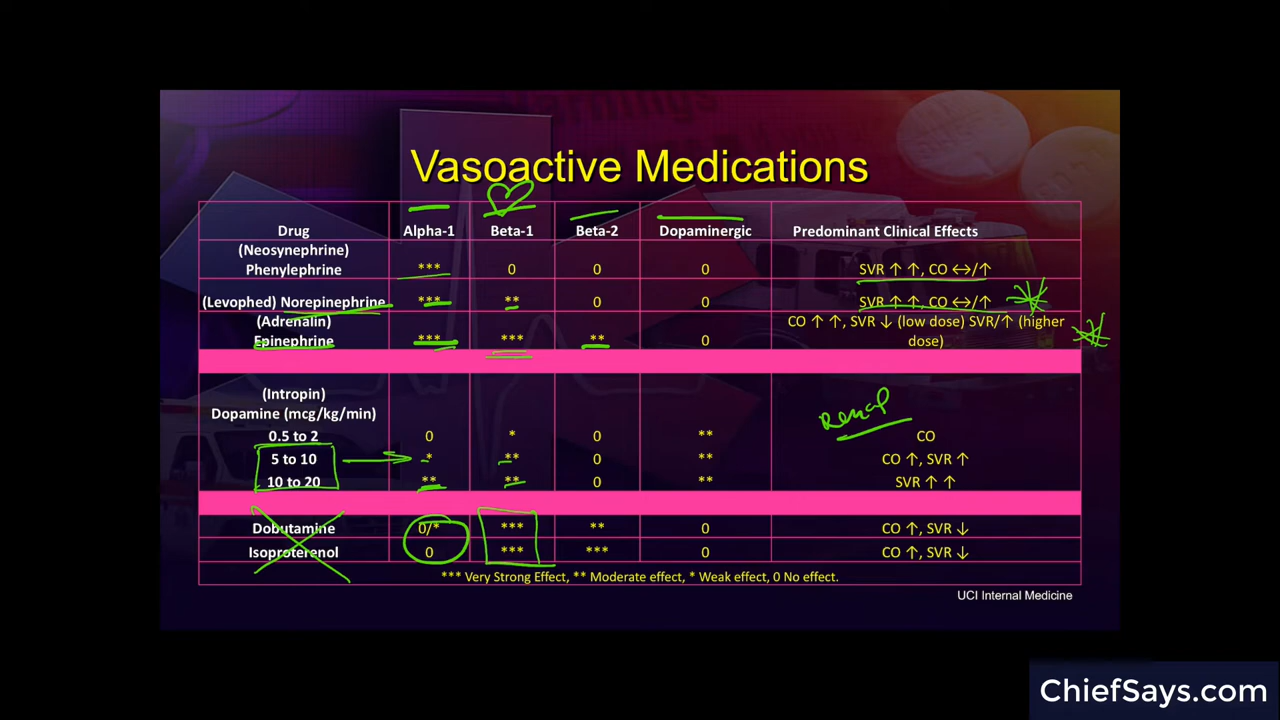 Vasoactive Medications
Drug Alpha-1 Beta-1 Beta-2 Dopaminergic Predominant Clinical Effects
(Neosynephrine)
Phenylephrine *** 0 0 0 SVR ↑ ↑, CO ↔/↑
(Levophed) Norepinephrine *** ** 0 0 SVR ↑ ↑, CO ↔/↑
(Adrenalin)
Epinephrine *** *** ** 0 CO ↑ ↑, SVR ↓ (low dose) SVR/↑ (higher
dose)
(Intropin)
Dopamine (mcg/kg/min)
Renal
0.5 to 2 0 * 0 ** CO
5 to 10 * ** 0 ** CO ↑, SVR ↑
10 to 20 ** ** 0 ** SVR ↑ ↑
Dobutamine 0/* *** ** 0 CO ↑, SVR ↓
Isoproterenol 0 *** *** 0 CO ↑, SVR ↓
*** Very Strong Effect, ** Moderate effect, * Weak effect, 0 No effect.
UCI Internal Medicine
ChiefSays.com